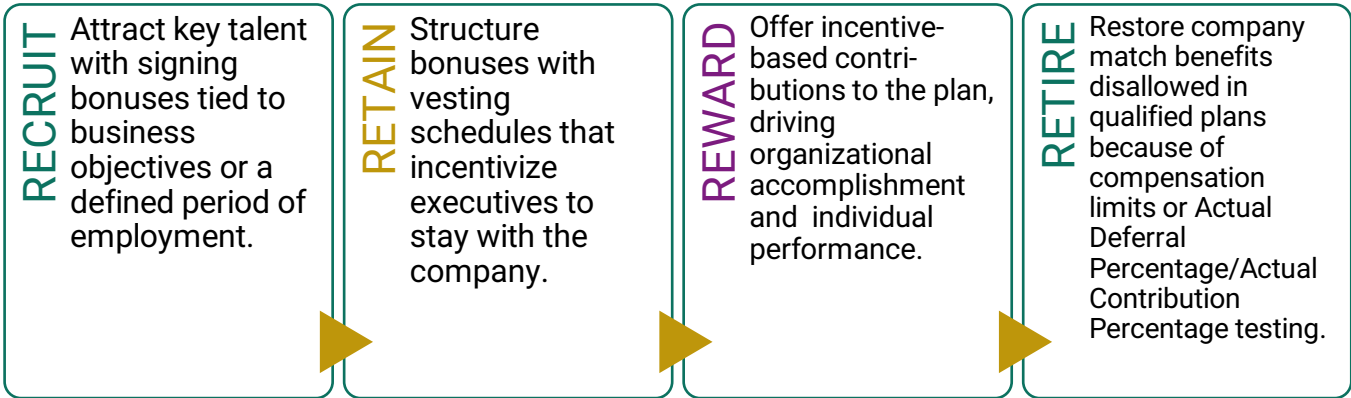 RECRUIT
Attract key talent
with signing
bonuses tied to
business
objectives or a
defined period of
employment.
RETAIN
Structure
bonuses with
vesting
schedules that
incentivize
executives to
stay with the
company.
REWARD
Offer incentive-
based contri-
butions to the plan,
driving
organizational
accomplishment
and  individual
performance.
RETIRE
Restore company
match benefits
disallowed in
qualified plans
because of
compensation
limits or Actual
Deferral
Percentage/Actual
Contribution
Percentage testing.